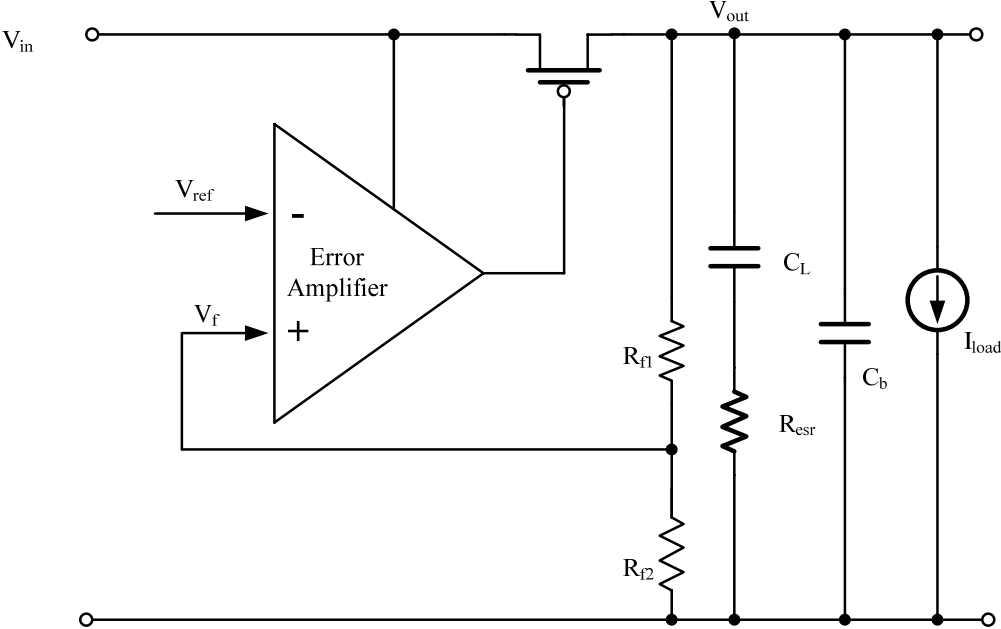 Vout
Vin
Vref
-
Error
Amplifier
CL
Vf
+
Iload
Rf1
Cb
Resr
Rf2